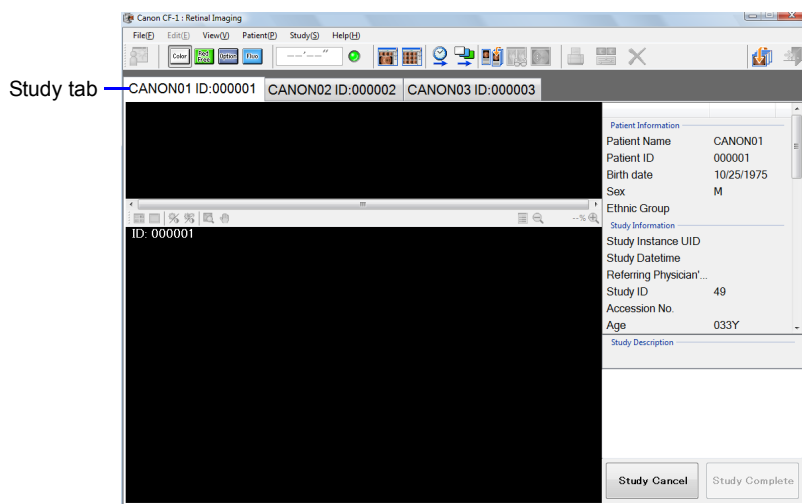 Canon CF-1 : Retinal Imaging
File(F) Edit(E) View(V) Patient(P) Study(S) Help(H)
Color Red Free Option Fluo --'--"
Study tab
CANON01 ID:000001 CANON02 ID:000002 CANON03 ID:000003
Patient Information
Patient Name CANON01
Patient ID 000001
Birth date 10/25/1975
Sex M
Ethnic Group
Study Information
Study Instance UID
Study Datetime
Referring Physician'...
Study ID 49
Accession No.
Age 033Y
Study Description
--%
ID: 000001
Study Cancel Study Complete